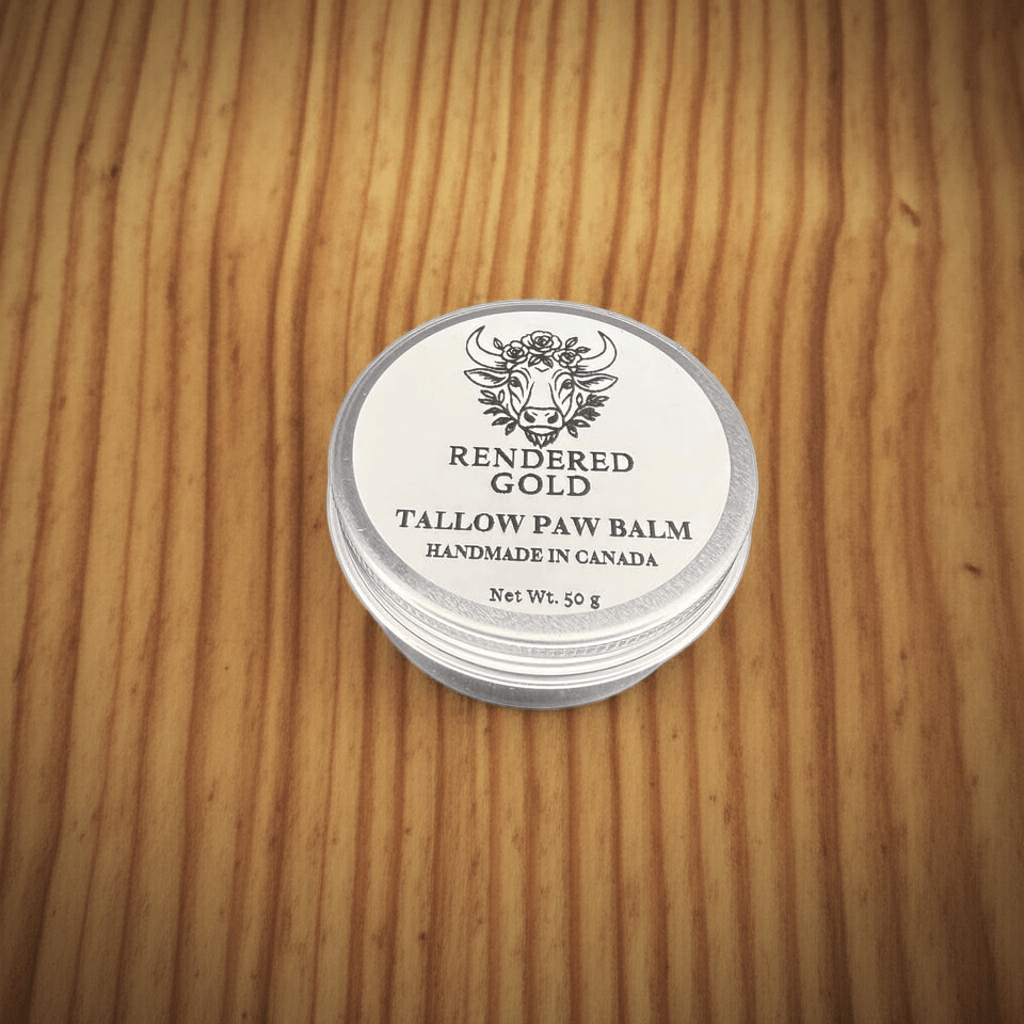 RENDERED
GOLD
TALLOW PAW BALM
HANDMADE IN CANADA
Net Wt. 50 g